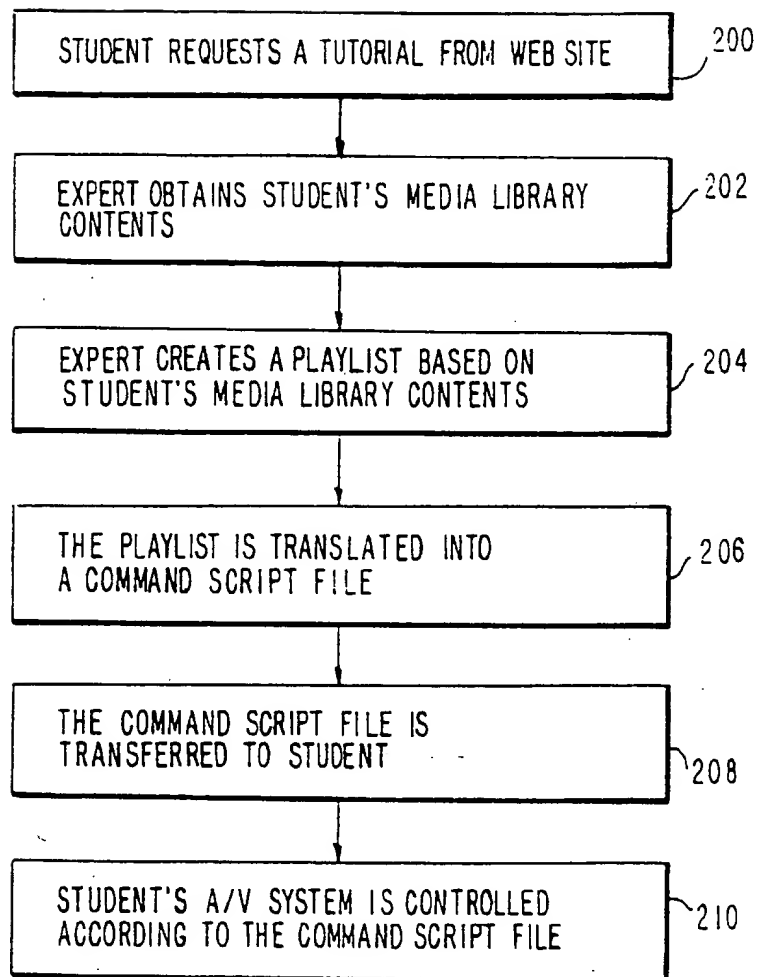 STUDENT REQUESTS A TUTORIAL FROM WEB SITE
200
EXPERT OBTAINS STUDENT'S MEDIA LIBRARY
CONTENTS
202
EXPERT CREATES A PLAYLIST BASED ON
STUDENT'S MEDIA LIBRARY CONTENTS
204
THE PLAYLIST IS TRANSLATED INTO
A COMMAND SCRIPT FILE
206
THE COMMAND SCRIPT FILE IS
TRANSFERRED TO STUDENT
208
STUDENT'S A/V SYSTEM IS CONTROLLED
ACCORDING TO THE COMMAND SCRIPT FILE
210